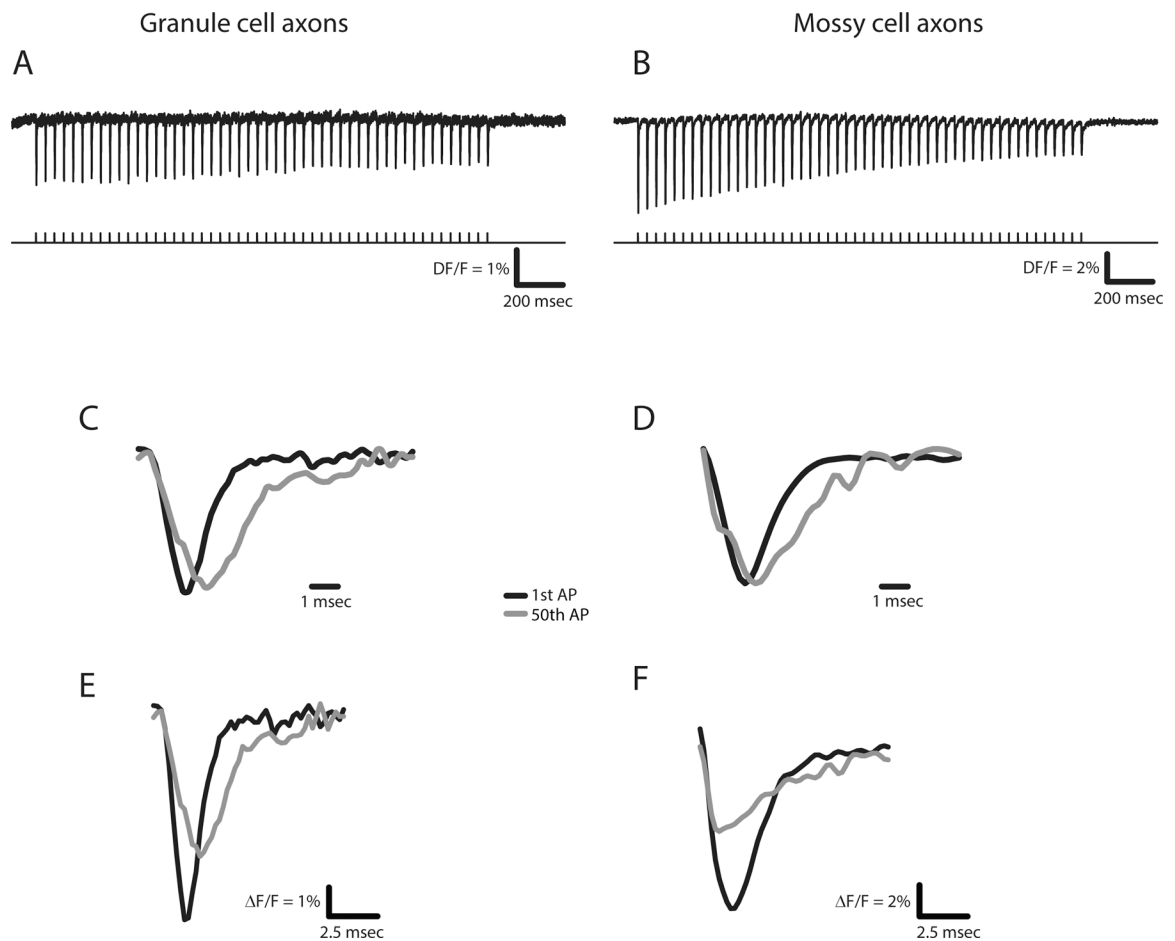 Granule cell axons
Mossy cell axons
A
B
DF/F = 1%
200 msec
DF/F = 2%
200 msec
C
D
1 msec
1st AP
50th AP
1 msec
E
F
ΔF/F = 1%
2.5 msec
ΔF/F = 2%
2.5 msec